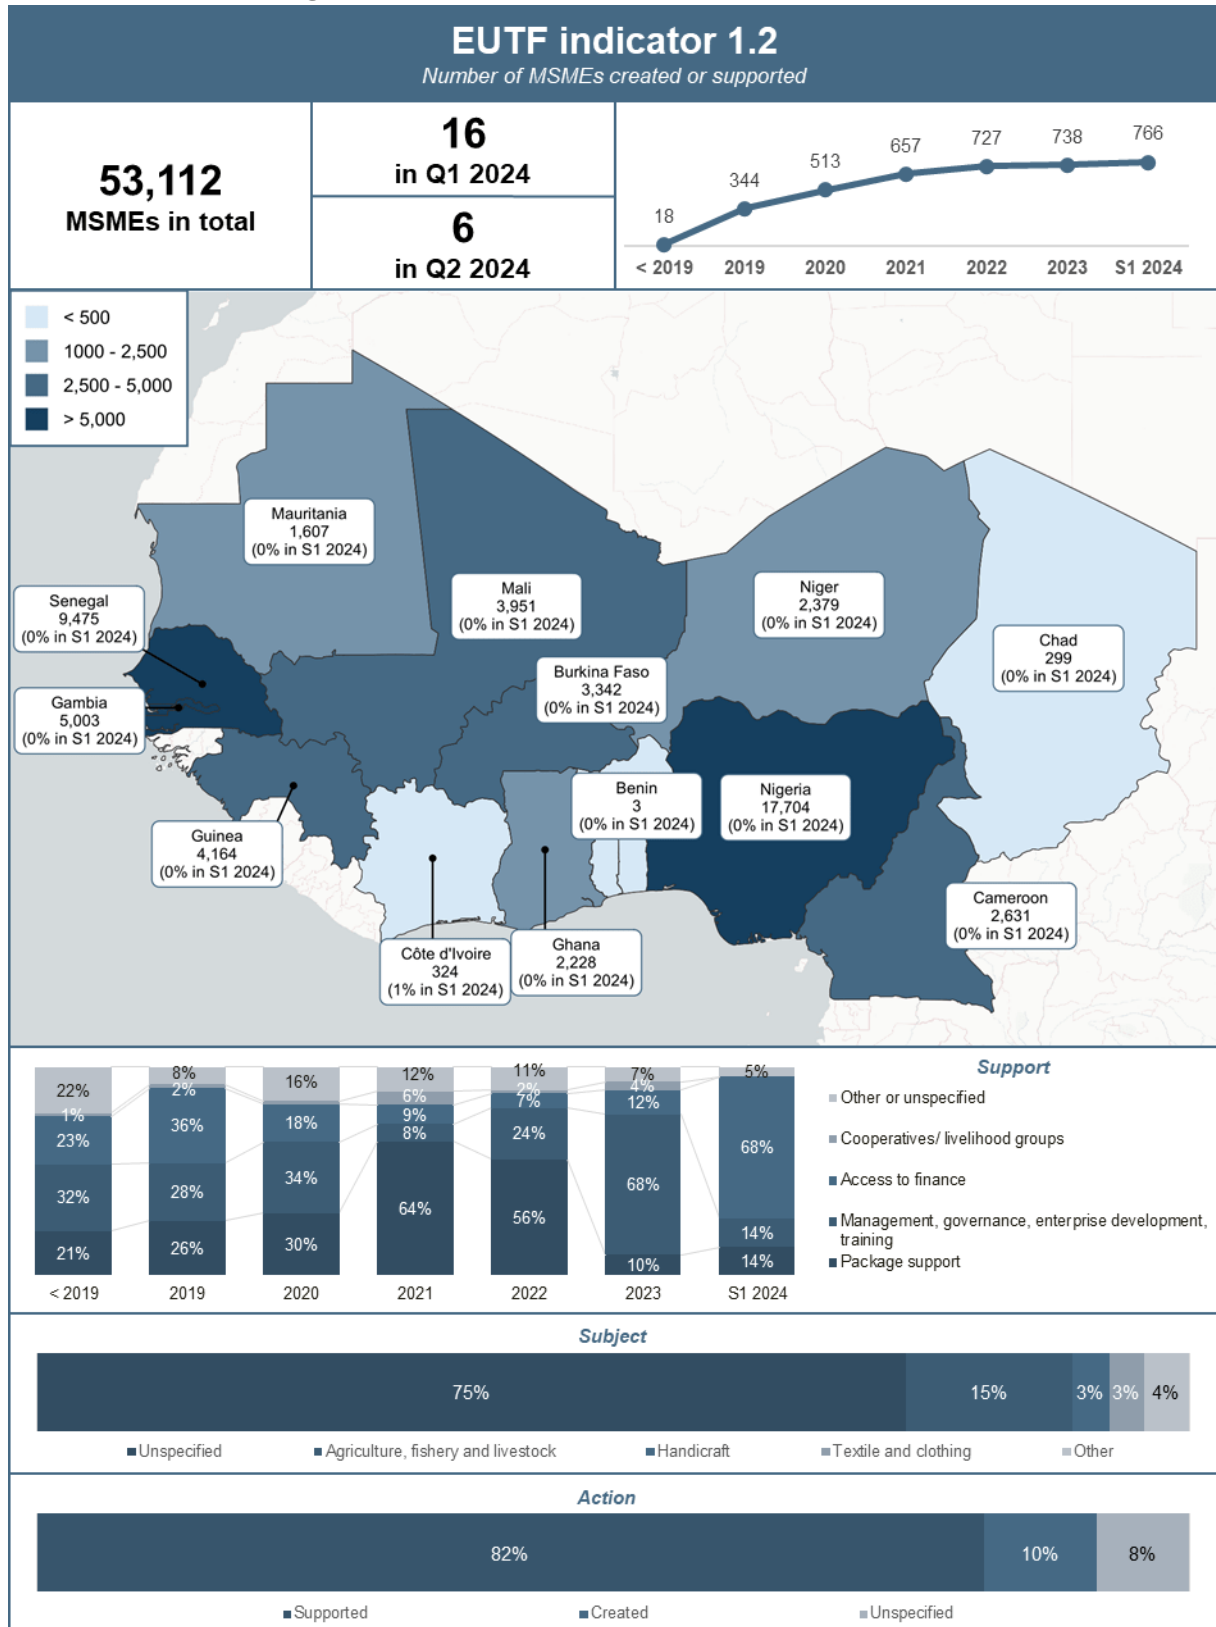 EUTF indicator 1.2
Number of MSMEs created or supported
53,112
MSMEs in total
16
in Q1 2024
6
in Q2 2024
18
344
513
657
727
738
766
< 2019
2019
2020
2021
2022
2023
S1 2024
< 500
1000 - 2,500
2,500 - 5,000
> 5,000
Mauritania
1,607
(0% in S1 2024)
Mali
3,951
(0% in S1 2024)
Niger
2,379
(0% in S1 2024)
Senegal
9,475
(0% in S1 2024)
Chad
299
(0% in S1 2024)
Burkina Faso
3,342
(0% in S1 2024)
Gambia
5,003
(0% in S1 2024)
Benin
3
(0% in S1 2024)
Nigeria
17,704
(0% in S1 2024)
Guinea
4,164
(0% in S1 2024)
Cameroon
2,631
(0% in S1 2024)
Côte d'Ivoire
324
(1% in S1 2024)
Ghana
2,228
(0% in S1 2024)
22%
1%
23%
32%
21%
< 2019
8%
2%
36%
28%
26%
2019
16%
18%
34%
30%
2020
12%
6%
9%
8%
64%
2021
11%
2%
7%
24%
56%
2022
7%
4%
12%
68%
10%
2023
5%
68%
14%
14%
S1 2024
Support
Other or unspecified
Cooperatives/ livelihood groups
Access to finance
Management, governance, enterprise development,
training
Package support
Subject
75%
15%
3%
3%
4%
Unspecified
Agriculture, fishery and livestock
Handicraft
Textile and clothing
Other
Action
82%
10%
8%
Supported
Created
Unspecified